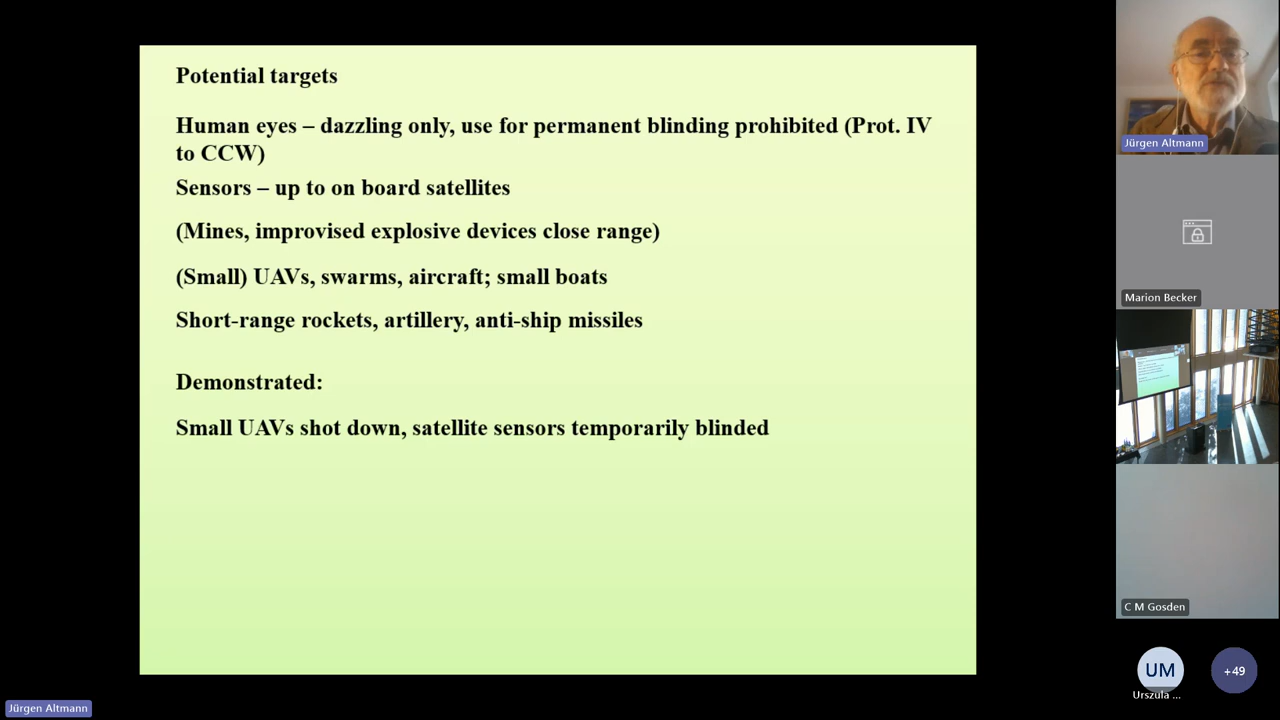 Potential targets
Human eyes – dazzling only, use for permanent blinding prohibited (Prot. IV
to CCW)
Sensors – up to on board satellites
(Mines, improvised explosive devices close range)
(Small) UAVs, swarms, aircraft; small boats
Short-range rockets, artillery, anti-ship missiles
Demonstrated:
Small UAVs shot down, satellite sensors temporarily blinded
Jürgen Altmann
Marion Becker
C M Gosden
UM
Urszula ...
+49
Jürgen Altmann